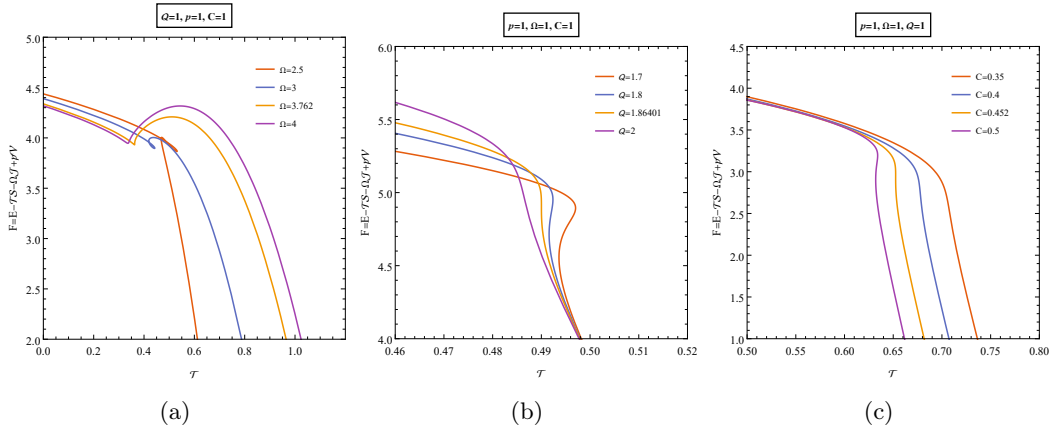 Q=1, p=1, C=1
F=E-𝒯S-Ω𝒥+p𝒱
5.0
4.5
4.0
3.5
3.0
2.5
2.0
Ω=2.5
Ω=3
Ω=3.762
Ω=4
0.0 0.2 0.4 0.6 0.8 1.0
𝒯
(a)
p=1, Ω=1, C=1
F=E-𝒯S-Ω𝒥+p𝒱
6.0
5.5
5.0
4.5
4.0
Q=1.7
Q=1.8
Q=1.86401
Q=2
0.46 0.47 0.48 0.49 0.50 0.51 0.52
𝒯
(b)
p=1, Ω=1, Q=1
F=E-𝒯S-Ω𝒥+p𝒱
4.5
4.0
3.5
3.0
2.5
2.0
1.5
1.0
C=0.35
C=0.4
C=0.452
C=0.5
0.50 0.55 0.60 0.65 0.70 0.75 0.80
𝒯
(c)